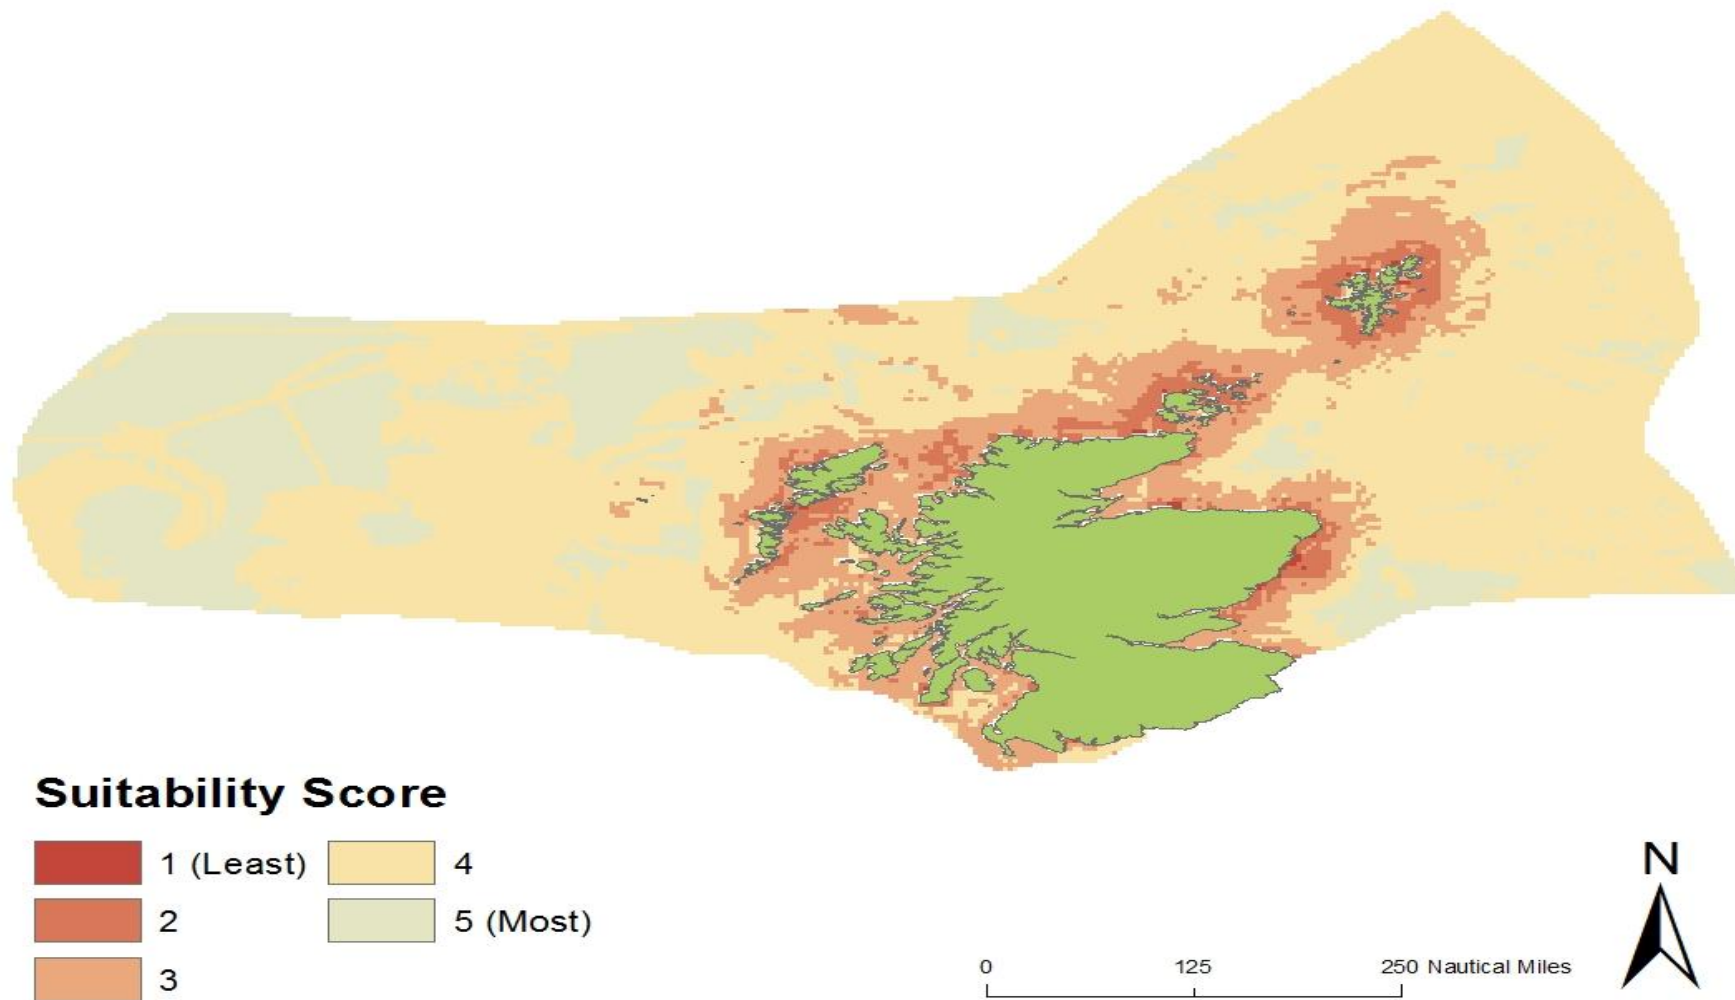 Suitability Score
1 (Least)
4
2
5 (Most)
3
N
0 125 250 Nautical Miles